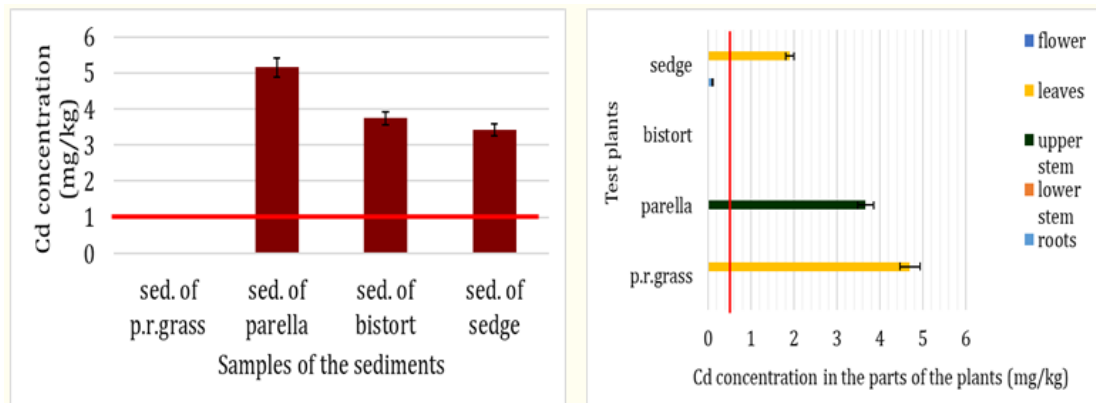 Cd concentration
(mg/kg)
6
5
4
3
2
1
0
sed. of
p.r.grass
sed. of
parella
sed. of
bistort
sed. of
sedge
Samples of the sediments
Test plants
sedge
bistort
parella
p.r.grass
0 1 2 3 4 5 6
Cd concentration in the parts of the plants (mg/kg)
flower
leaves
upper
stem
lower
stem
roots